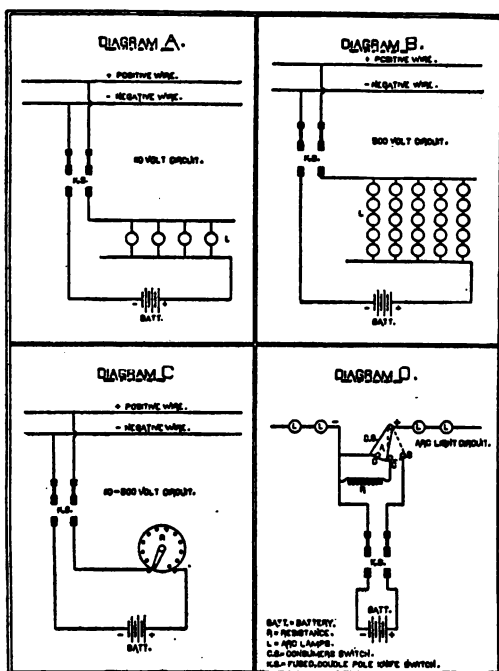 DIAGRAM A.
+ POSITIVE WIRE.
- NEGATIVE WIRE.
110 VOLT CIRCUIT.
K.S.
L
- +
BATT.
DIAGRAM B.
+ POSITIVE WIRE.
- NEGATIVE WIRE.
500 VOLT CIRCUIT.
K.S.
L
- +
BATT.
DIAGRAM C
+ POSITIVE WIRE.
- NEGATIVE WIRE.
110-500 VOLT CIRCUIT.
K.S.
R
- +
BATT.
DIAGRAM D.
L L - + L L
C.S. A B
ARC LIGHT CIRCUIT.
R
K.S.
BATT.
- +
BATT.= BATTERY.
R = RESISTANCE.
L = ARC LAMPS.
C.S.= CONSUMERS SWITCH.
K.S.= FUSED, DOUBLE POLE KNIFE SWITCH.